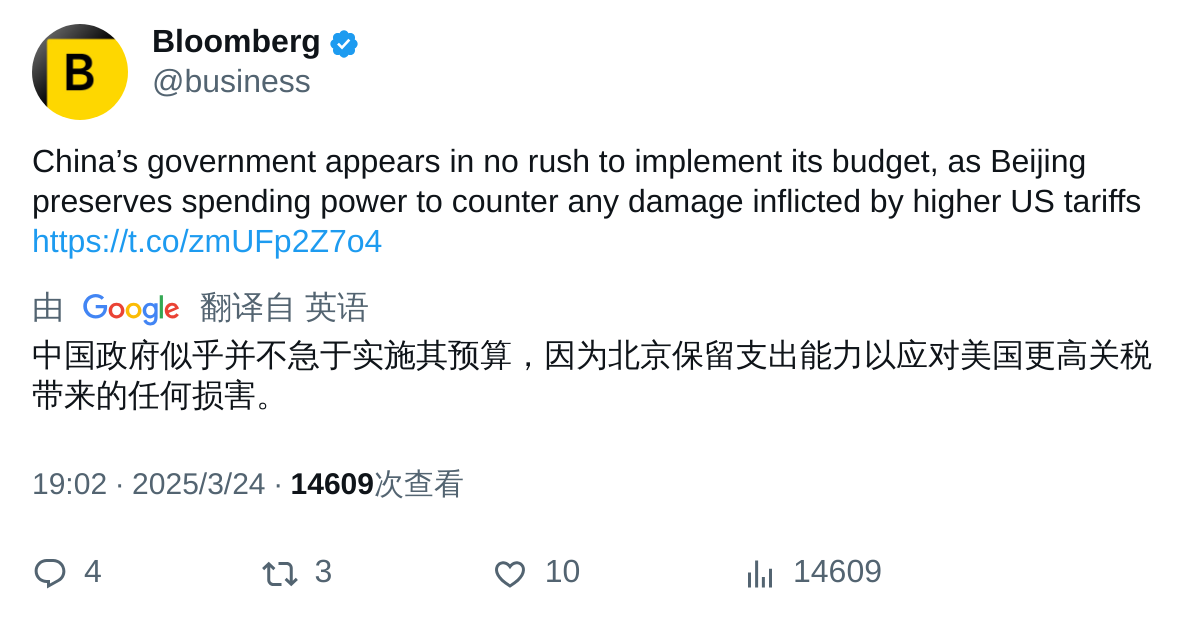 B
Bloomberg
@business
China’s government appears in no rush to implement its budget, as Beijing
preserves spending power to counter any damage inflicted by higher US tariffs
https://t.co/zmUFp2Z7o4
由 Google 翻译自 英语
中国政府似乎并不急于实施其预算，因为北京保留支出能力以应对美国更高关税
带来的任何损害。
19:02 · 2025/3/24 · 14609次查看
4 3 10 14609